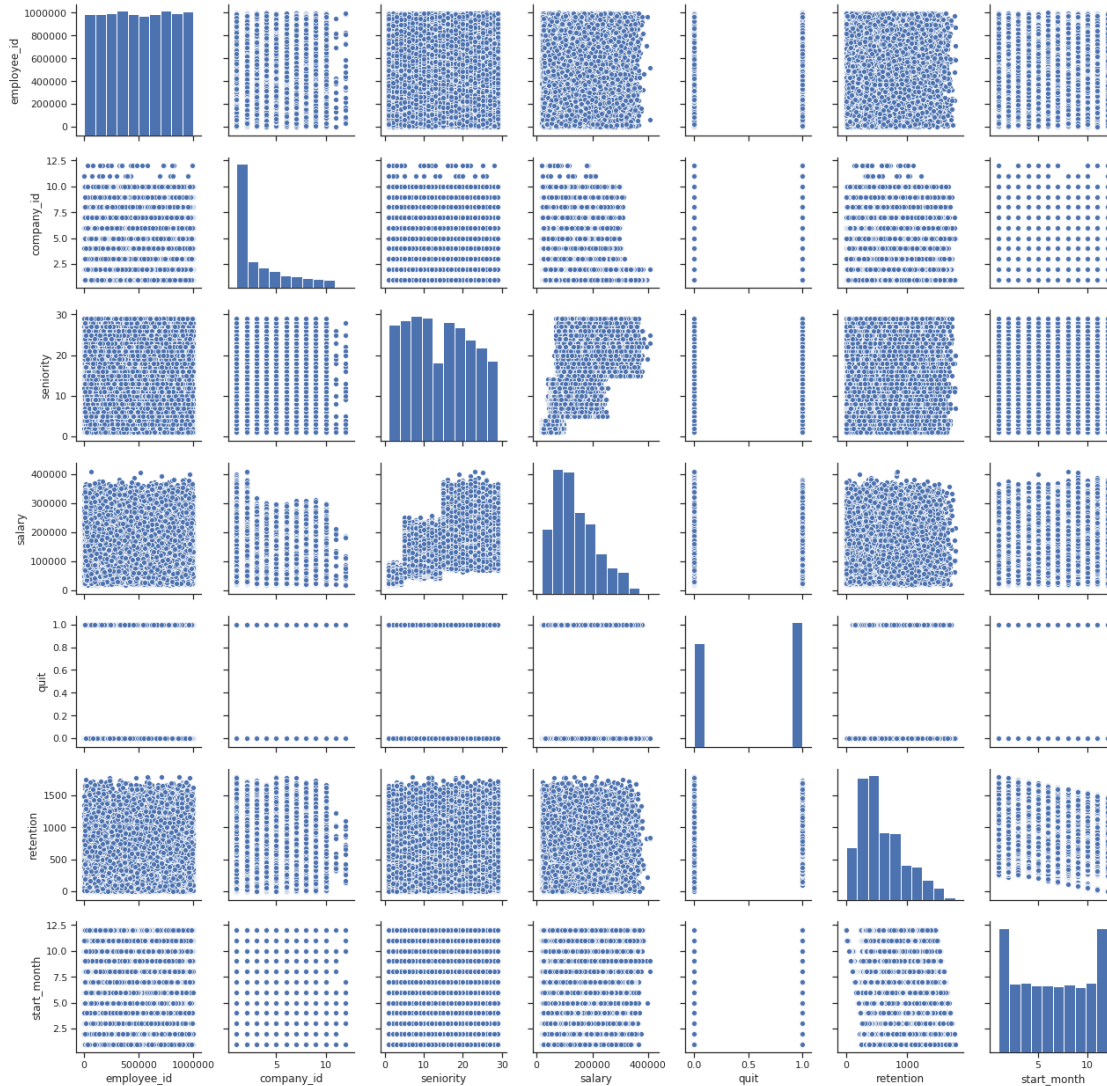 1000000
800000
600000
400000
200000
0
employee_id
12.5
10.0
7.5
5.0
2.5
company_id
30
20
10
0
seniority
400000
300000
200000
100000
0
salary
1.0
0.8
0.6
0.4
0.2
0.0
quit
1500
1000
500
0
retention
12.5
10.0
7.5
5.0
2.5
start_month
0 500000 1000000
employee_id
5 10
company_id
0 10 20 30
seniority
0 200000 400000
salary
0.0 0.5 1.0
quit
0 1000
retention
5 10
start_month